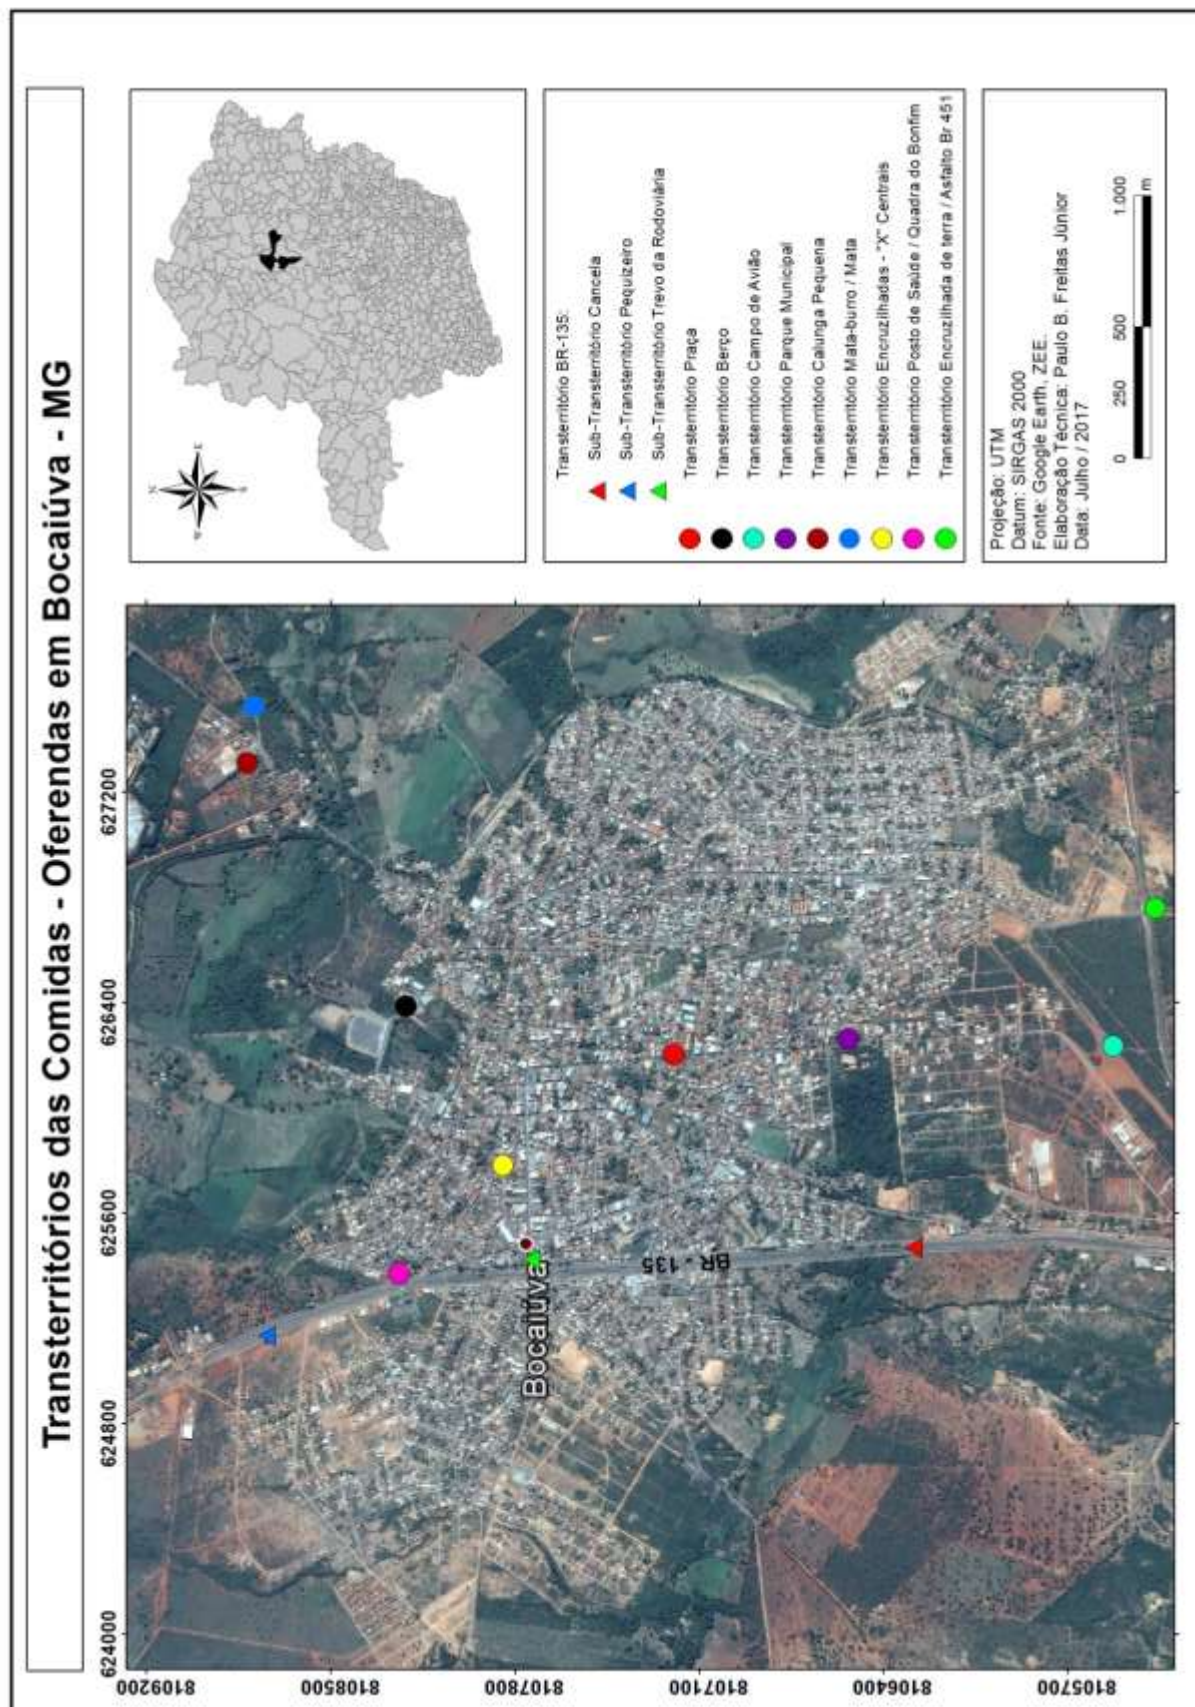 Transterritórios das Comidas - Oferendas em Bocaiúva - MG
624000
624800
625600
626400
627200
8109200
8108500
8107800
8107100
8106400
8105700
Bocaiúva
BR - 135
N
S
Transterritório BR-135:
Sub-Transterritório Cancela
Sub-Transterritório Pequizeiro
Sub-Transterritório Trevo da Rodoviária
Transterritório Praça
Transterritório Berço
Transterritório Campo de Avião
Transterritório Parque Municipal
Transterritório Calunga Pequena
Transterritório Mata-burro / Mata
Transterritório Encruzilhadas - "X" Centrais
Transterritório Posto de Saúde / Quadra do Bonfim
Transterritório Encruzilhada de terra / Asfalto Br 451
Projeção: UTM
Datum: SIRGAS 2000
Fonte: Google Earth, ZEE.
Elaboração Técnica: Paulo B. Freitas Júnior
Data: Julho / 2017
0 250 500 1.000
m